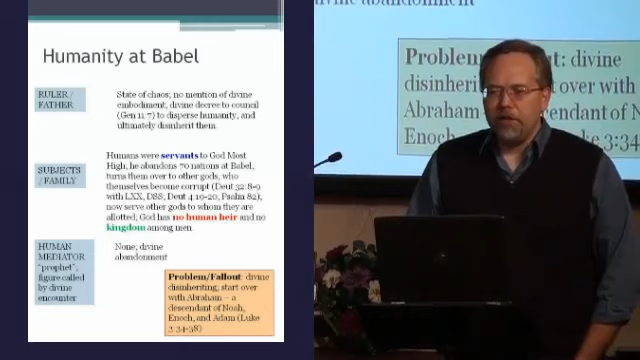 Humanity at Babel
RULER /
FATHER
State of chaos; no mention of divine
embodiment; divine decree to council
(Gen 11:7) to disperse humanity, and
ultimately disinherit them
SUBJECTS
/ FAMILY
Humans were servants to God Most
High, he abandons 70 nations at Babel,
turns them over to other gods, who
themselves become corrupt (Deut 32:8-9
with LXX, DSS; Deut 4:19-20, Psalm 82);
now serve other gods to whom they are
allotted; God has no human heir and no
kingdom among men
HUMAN
MEDIATOR
"prophet";
figure called
by divine
encounter
None; divine
abandonment
Problem/Fallout: divine
disinheriting; start over
with Abraham – a
descendant of Noah,
Enoch, and Adam (Luke
3:34-38)
divine abandonment
Problem/Fallout: divine
disinheriting; start over with
Abraham – a descendant of Noah,
Enoch, and Adam (Luke 3:34-